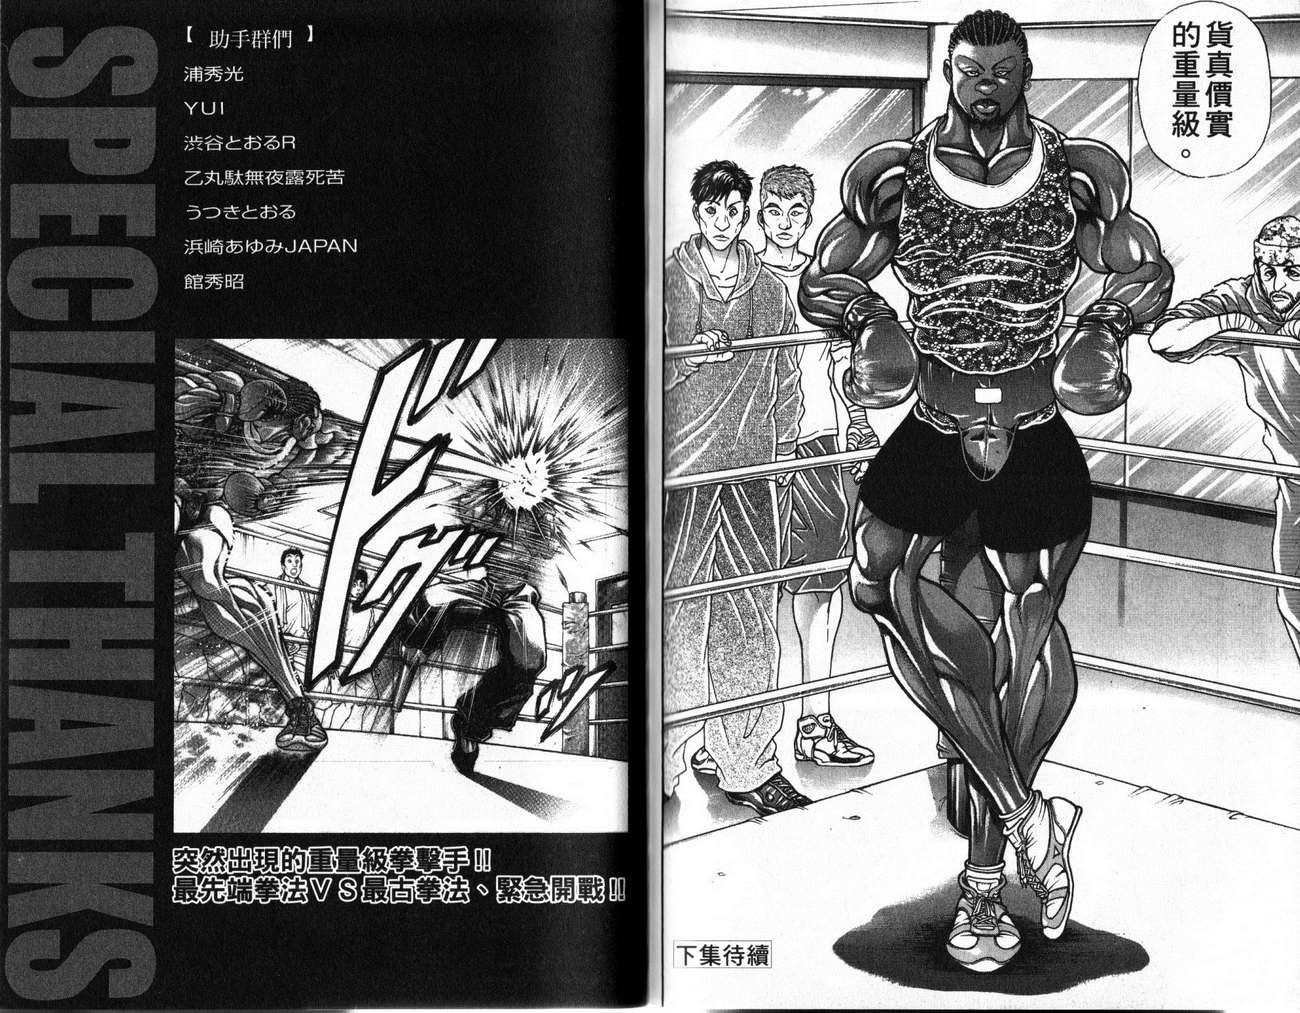 貨真價實
的重量級。
下集待續
SPECIAL THANKS
【 助手群們 】
浦秀光
YUI
渋谷とおるR
乙丸駄無夜露死苦
うつきとおる
浜崎あゆみJAPAN
館秀昭
突然出現的重量級拳擊手!!
最先端拳法VS最古拳法、緊急開戰!!